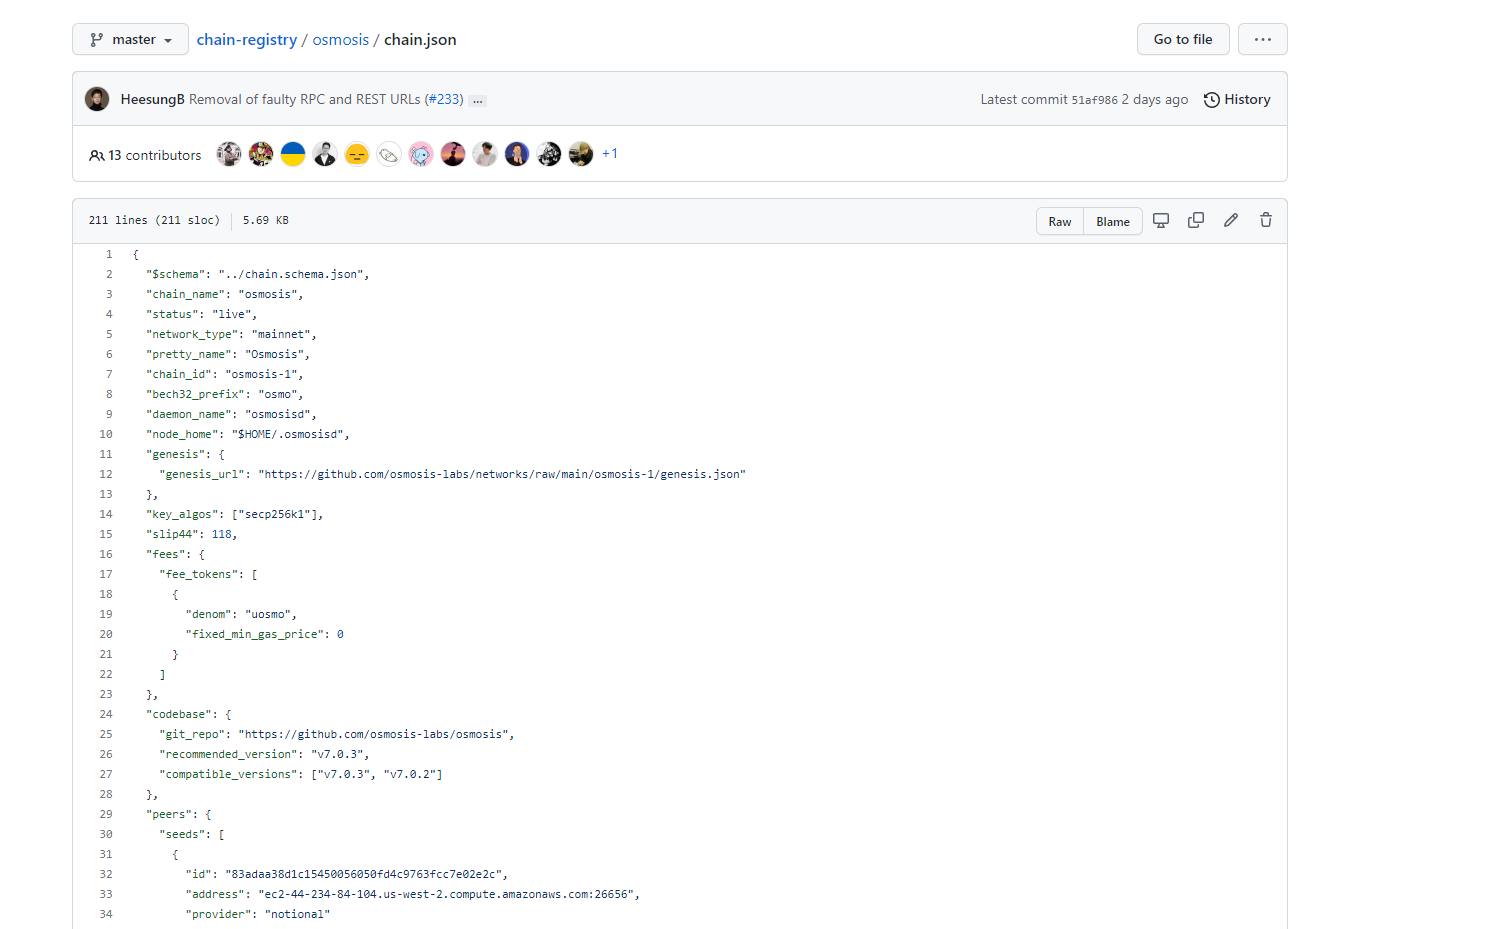 master chain-registry / osmosis / chain.json Go to file ...
HeesungB Removal of faulty RPC and REST URLs (#233) ... Latest commit 51af986 2 days ago History
13 contributors +1
211 lines (211 sloc) 5.69 KB Raw Blame
1 {
2 "$schema": "../chain.schema.json",
3 "chain_name": "osmosis",
4 "status": "live",
5 "network_type": "mainnet",
6 "pretty_name": "Osmosis",
7 "chain_id": "osmosis-1",
8 "bech32_prefix": "osmo",
9 "daemon_name": "osmosisd",
10 "node_home": "$HOME/.osmosisd",
11 "genesis": {
12 "genesis_url": "https://github.com/osmosis-labs/networks/raw/main/osmosis-1/genesis.json"
13 },
14 "key_algos": ["secp256k1"],
15 "slip44": 118,
16 "fees": {
17 "fee_tokens": [
18 {
19 "denom": "uosmo",
20 "fixed_min_gas_price": 0
21 }
22 ]
23 },
24 "codebase": {
25 "git_repo": "https://github.com/osmosis-labs/osmosis",
26 "recommended_version": "v7.0.3",
27 "compatible_versions": ["v7.0.3", "v7.0.2"]
28 },
29 "peers": {
30 "seeds": [
31 {
32 "id": "83adaa38d1c15450056050fd4c9763fcc7e02e2c",
33 "address": "ec2-44-234-84-104.us-west-2.compute.amazonaws.com:26656",
34 "provider": "notional"